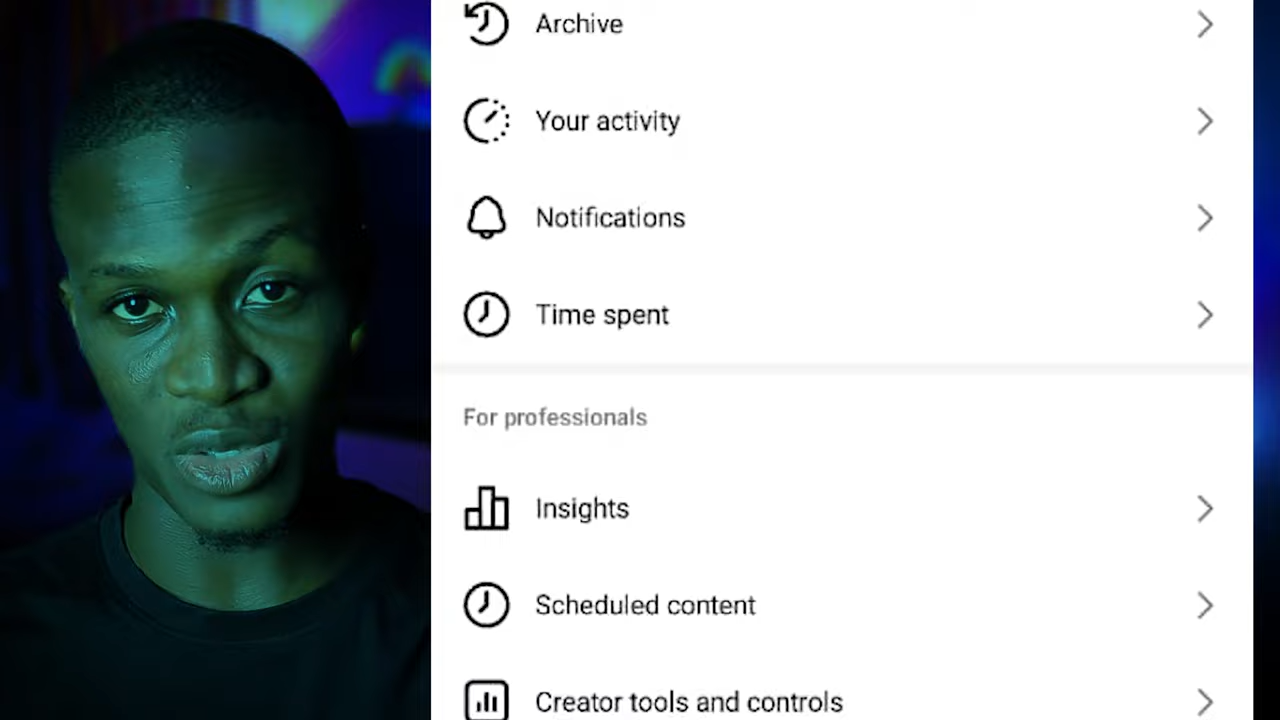 Archive
Your activity
Notifications
Time spent
For professionals
Insights
Scheduled content
Creator tools and controls